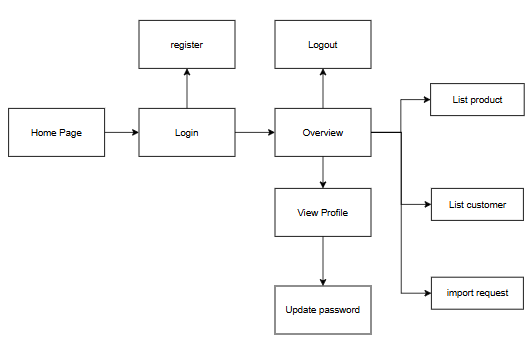 register
Logout
List product
Home Page
Login
Overview
List customer
View Profile
import request
Update password